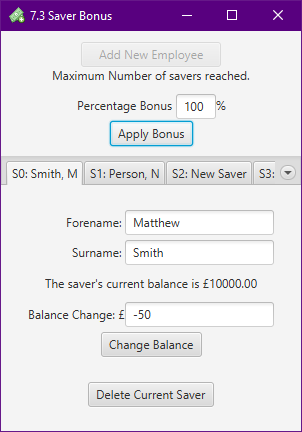 7.3 Saver Bonus
Add New Employee
Maximum Number of savers reached.
Percentage Bonus 100 %
Apply Bonus
S0: Smith, M S1: Person, N S2: New Saver S3:
Forename: Matthew
Surname: Smith
The saver's current balance is £10000.00
Balance Change: £ -50
Change Balance
Delete Current Saver